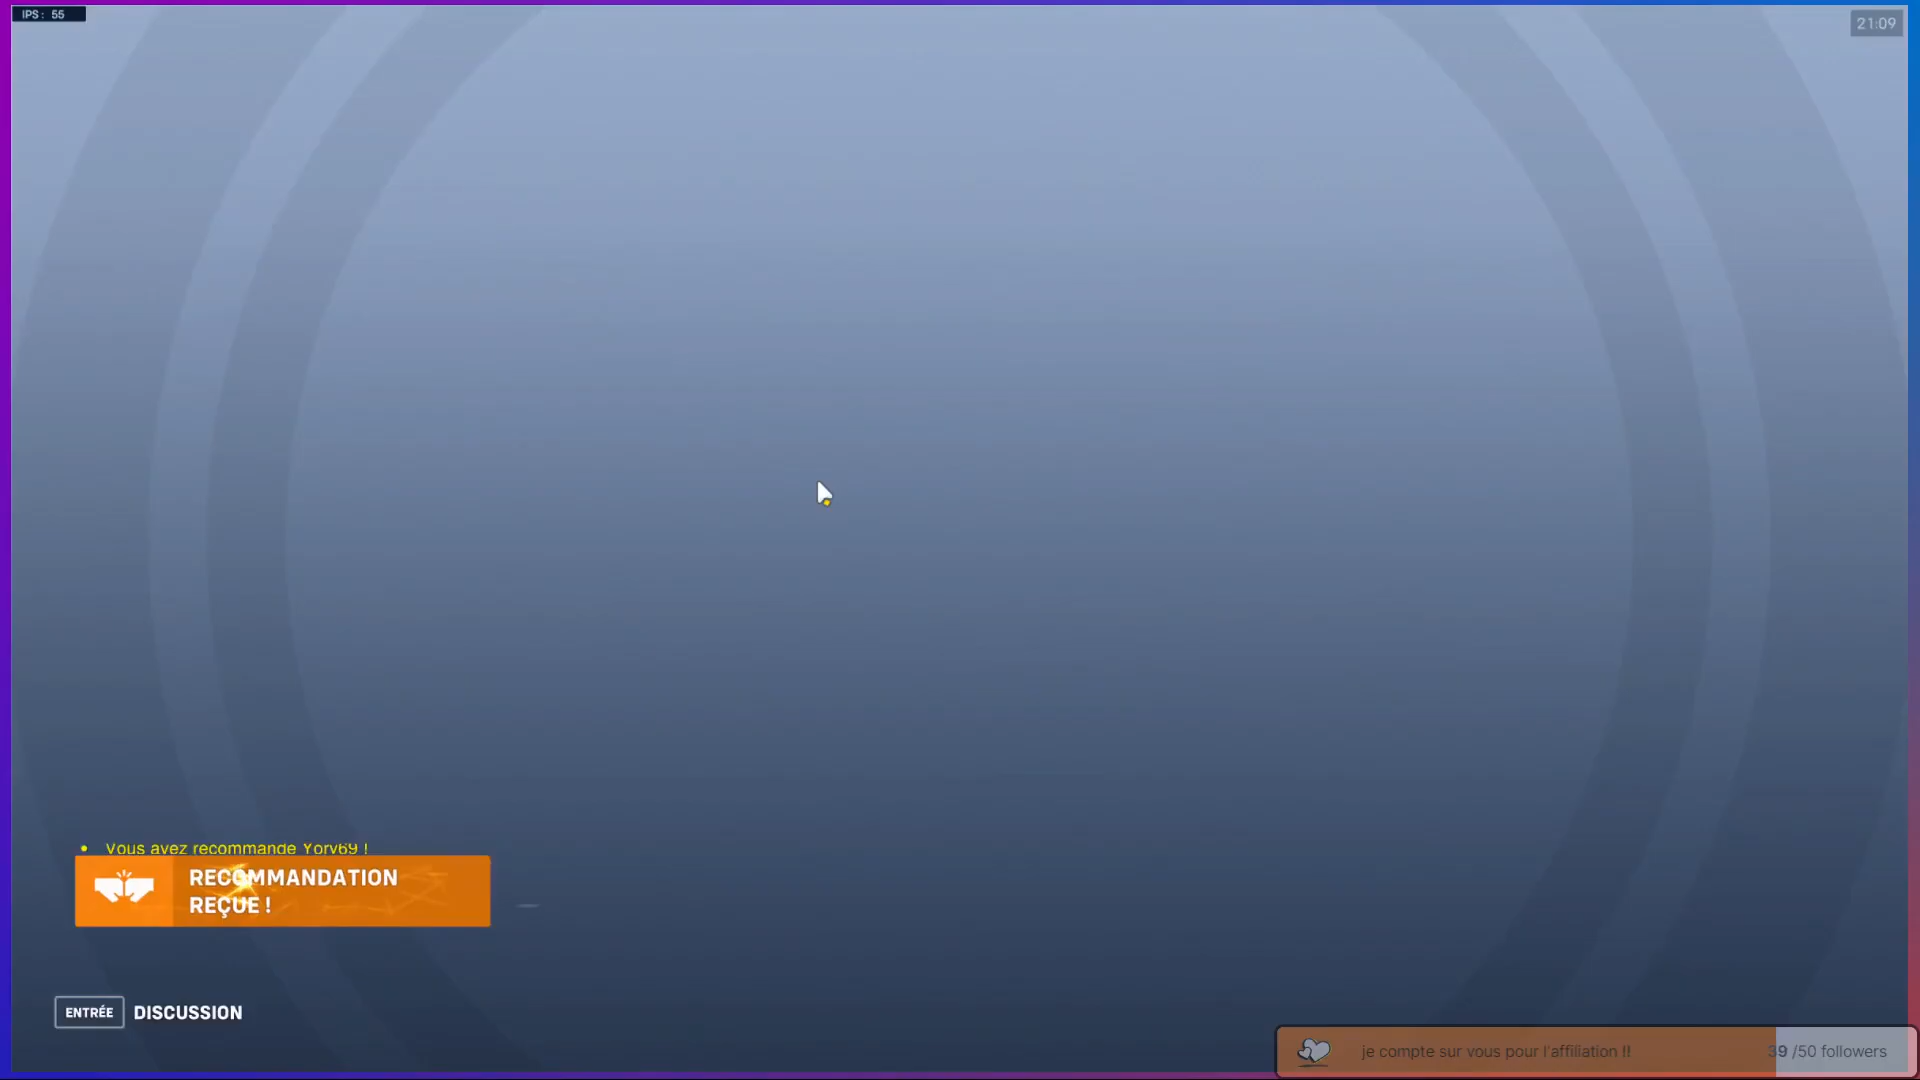 IPS : 55
21:09
• Vous avez recommandé Yorv69 !
RECOMMANDATION
REÇUE !
ENTRÉE DISCUSSION
je compte sur vous pour l'affiliation !! 39 /50 followers